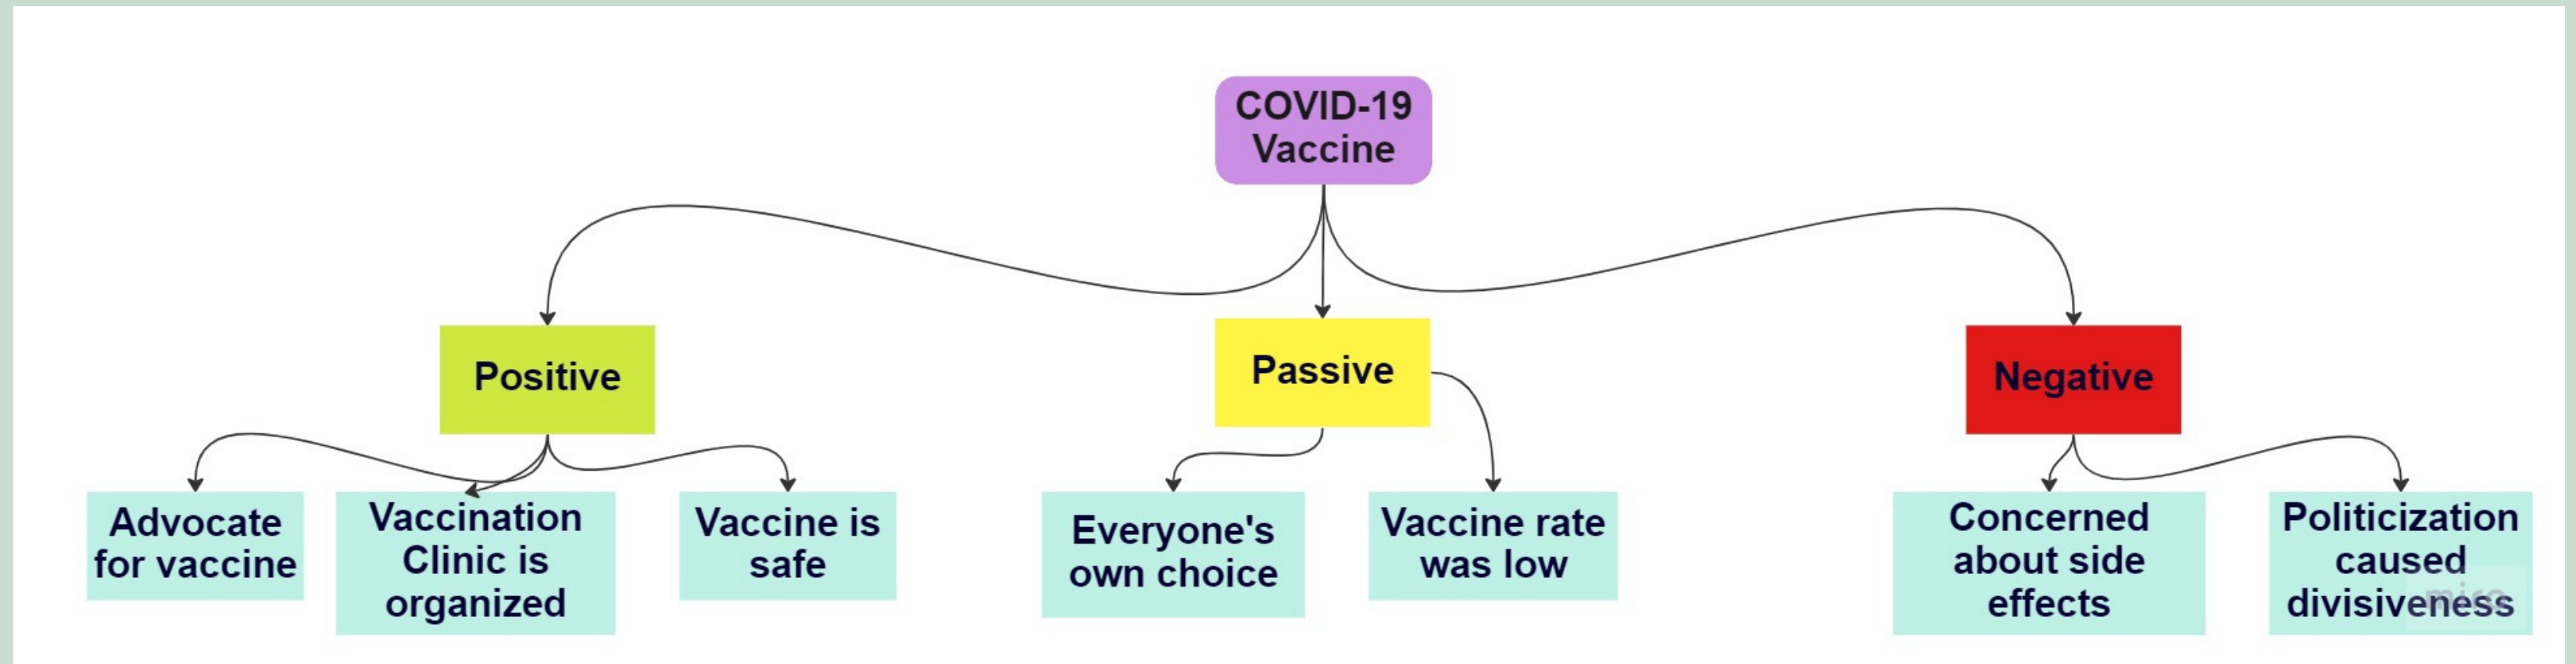 COVID-19
Vaccine
Positive
Passive
Negative
Advocate
for vaccine
Vaccination
Clinic is
organized
Vaccine is
safe
Everyone's
own choice
Vaccine rate
was low
Concerned
about side
effects
Politicization
caused
divisiveness
miro